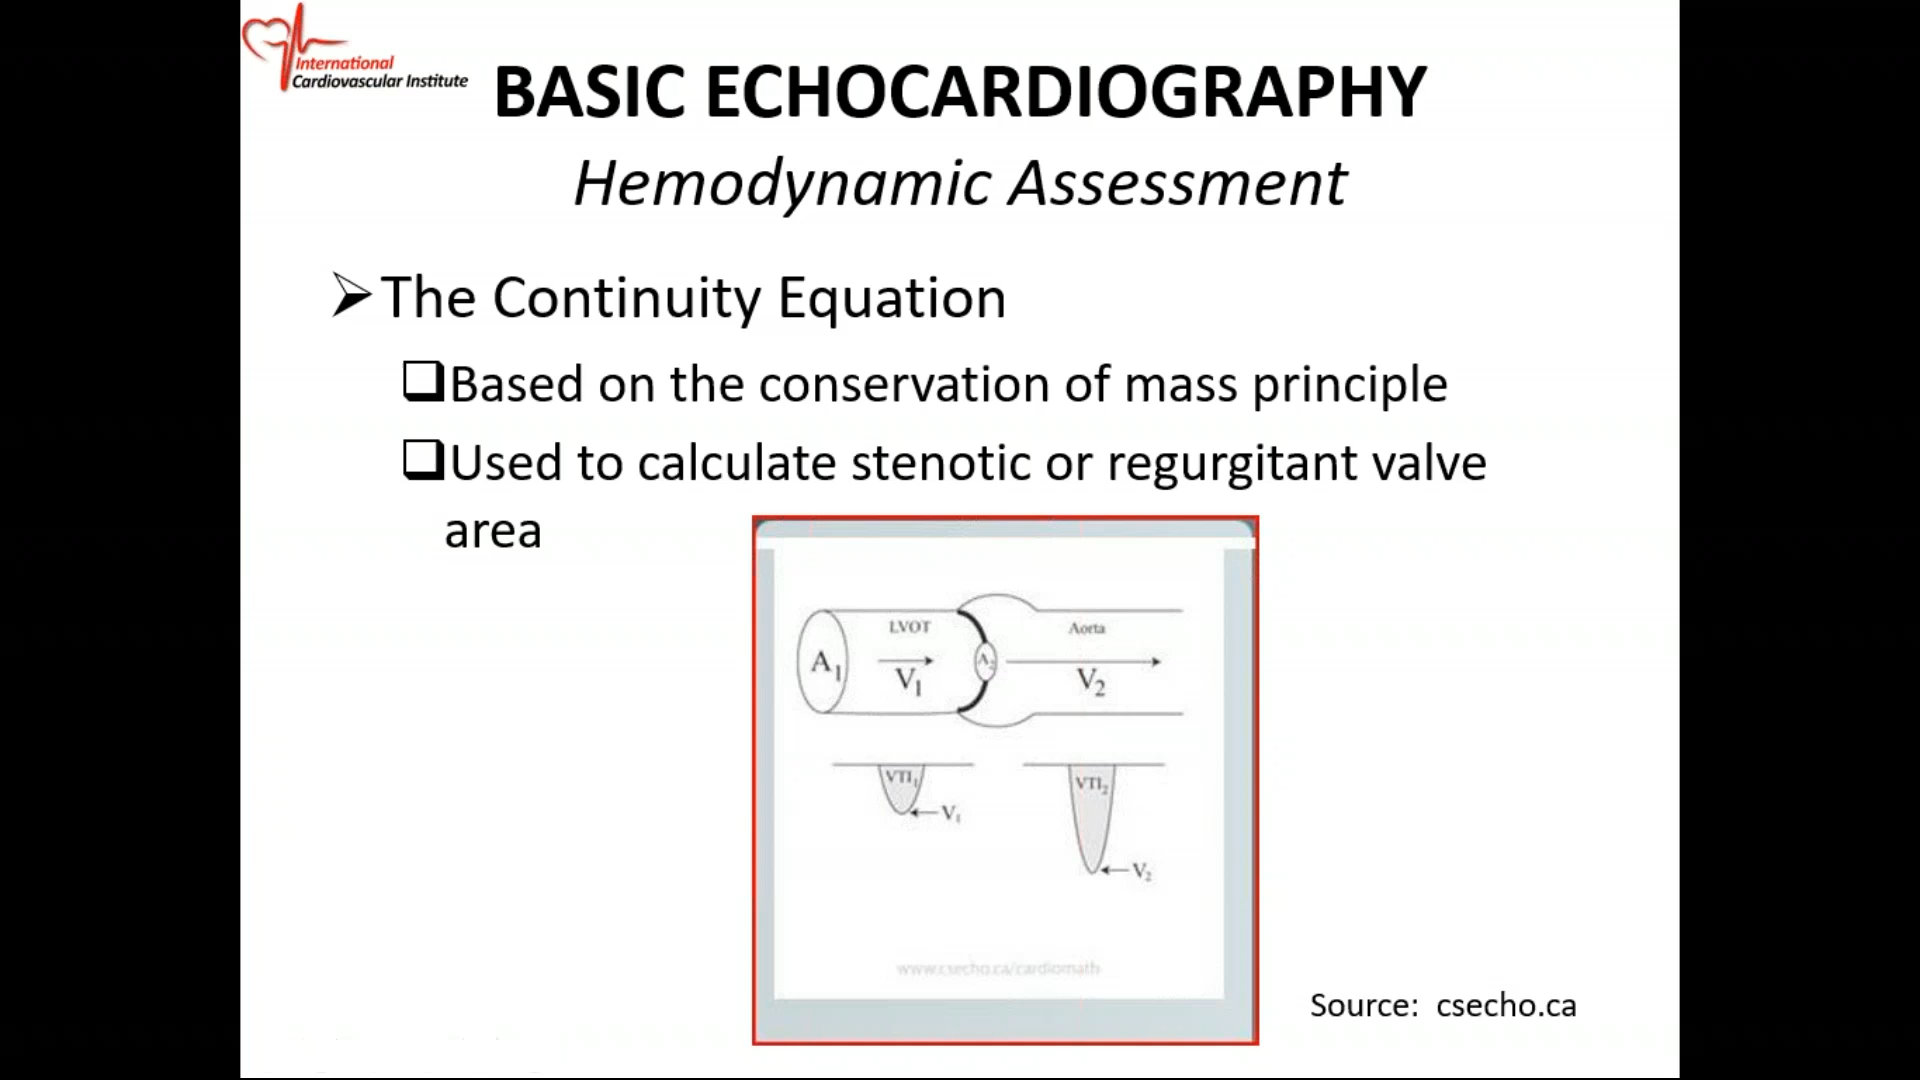 International
Cardiovascular Institute
BASIC ECHOCARDIOGRAPHY
Hemodynamic Assessment
➢The Continuity Equation
❑Based on the conservation of mass principle
❑Used to calculate stenotic or regurgitant valve
area
LVOT
Aorta
A₁
V₁
A₂
V₂
VTI₁
V₁
VTI₂
V₂
www.csecho.ca/cardiomath
Source: csecho.ca